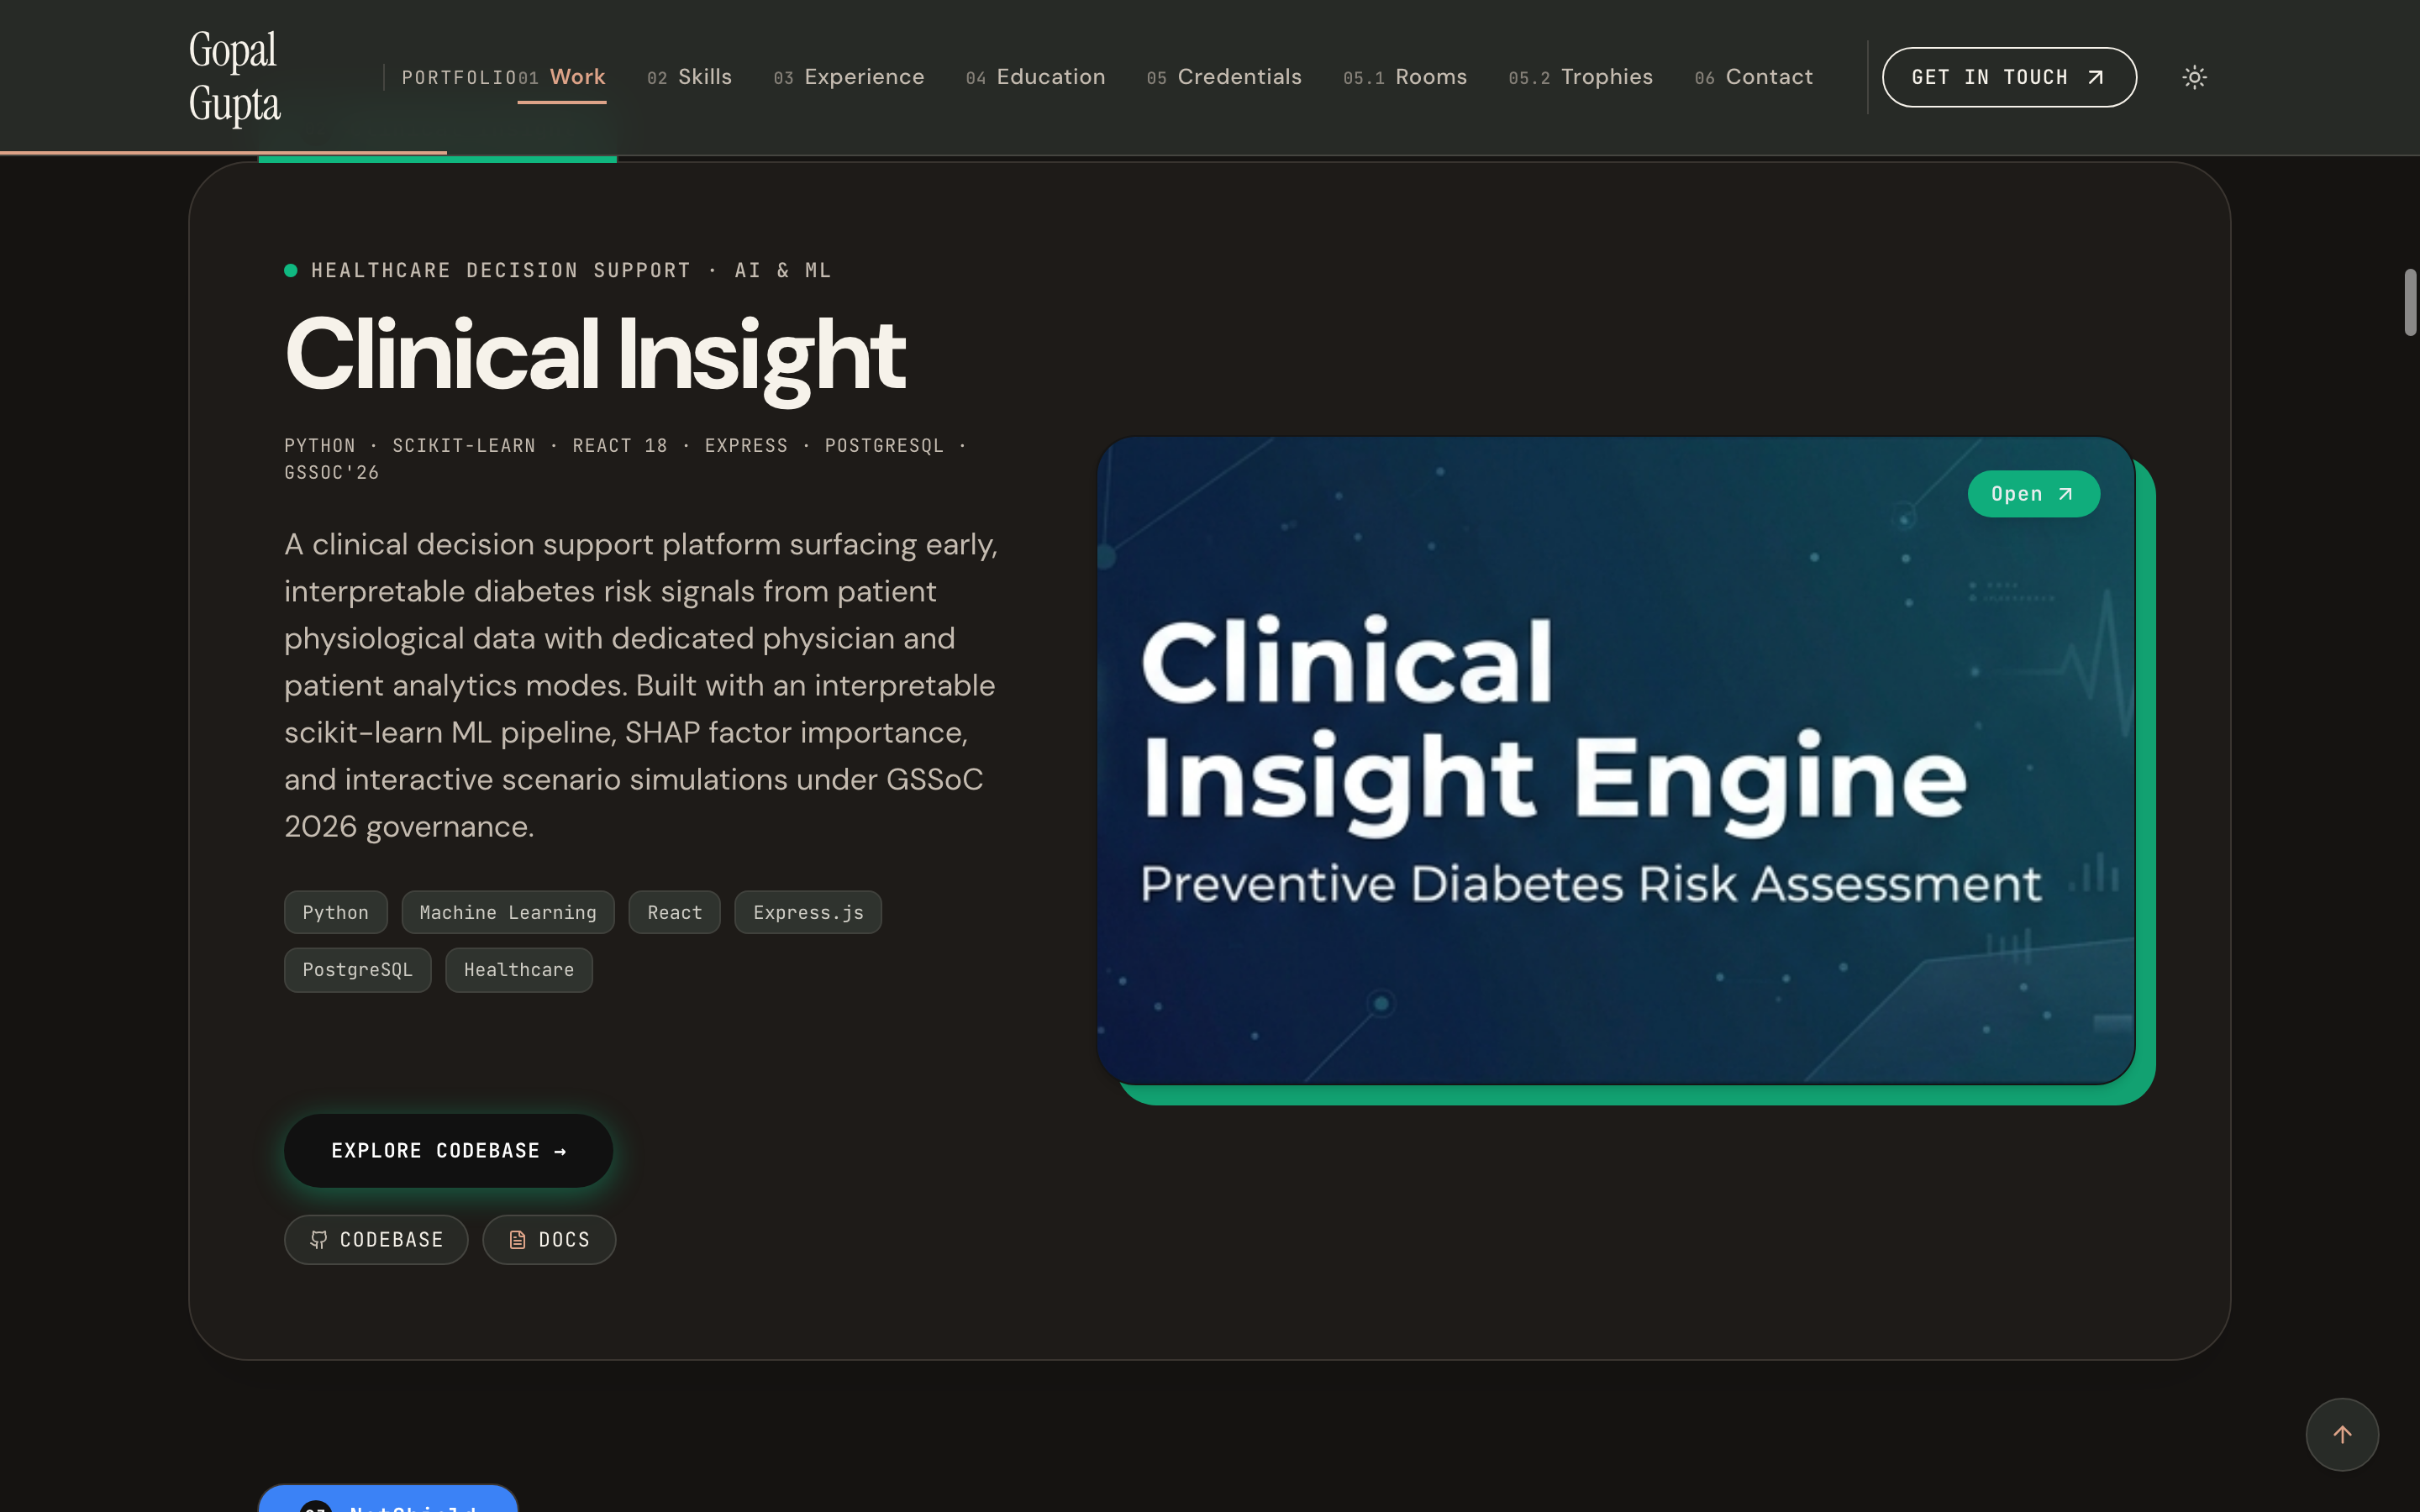 Gopal
Gupta
PORTFOLIO
01 Work
02 Skills
03 Experience
04 Education
05 Credentials
05.1 Rooms
05.2 Trophies
06 Contact
GET IN TOUCH
HEALTHCARE DECISION SUPPORT · AI & ML
Clinical Insight
PYTHON · SCIKIT-LEARN · REACT 18 · EXPRESS · POSTGRESQL ·
GSSOC'26
A clinical decision support platform surfacing early,
interpretable diabetes risk signals from patient
physiological data with dedicated physician and
patient analytics modes. Built with an interpretable
scikit-learn ML pipeline, SHAP factor importance,
and interactive scenario simulations under GSSoC
2026 governance.
Python
Machine Learning
React
Express.js
PostgreSQL
Healthcare
EXPLORE CODEBASE →
CODEBASE
DOCS
Open
Clinical
Insight Engine
Preventive Diabetes Risk Assessment
NetShield